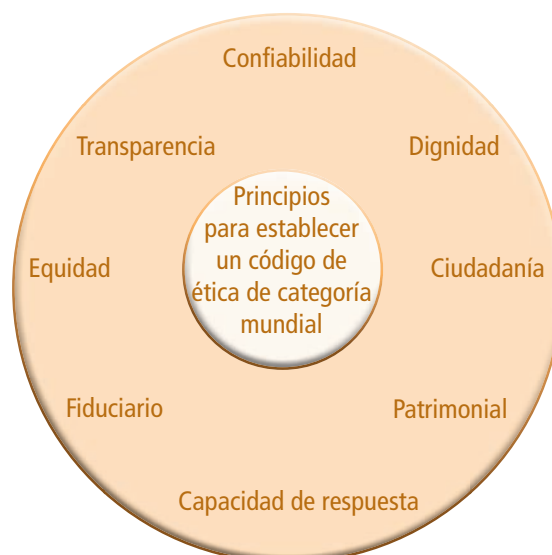 Confiabilidad
Transparencia
Dignidad
Principios
para establecer
un código de
ética de categoría
mundial
Equidad
Ciudadanía
Fiduciario
Patrimonial
Capacidad de respuesta